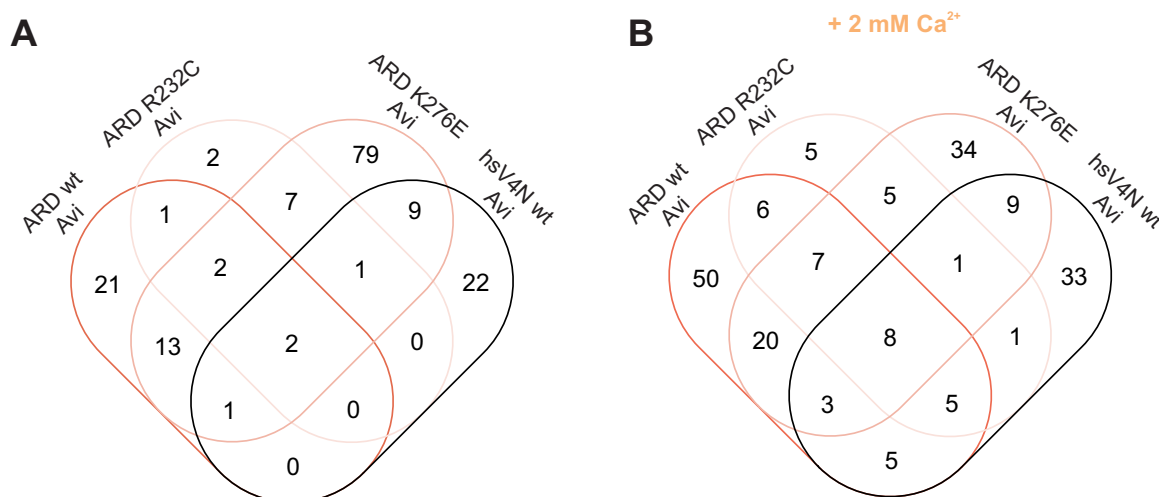 A
ARD wt
Avi
ARD R232C
Avi
ARD K276E
Avi
hsV4N wt
Avi
2
79
1
7
9
21
2
1
22
13
2
0
1
0
0
B
+ 2 mM Ca²⁺
ARD wt
Avi
ARD R232C
Avi
ARD K276E
Avi
hsV4N wt
Avi
5
34
6
5
9
50
7
1
33
20
8
1
3
5
5